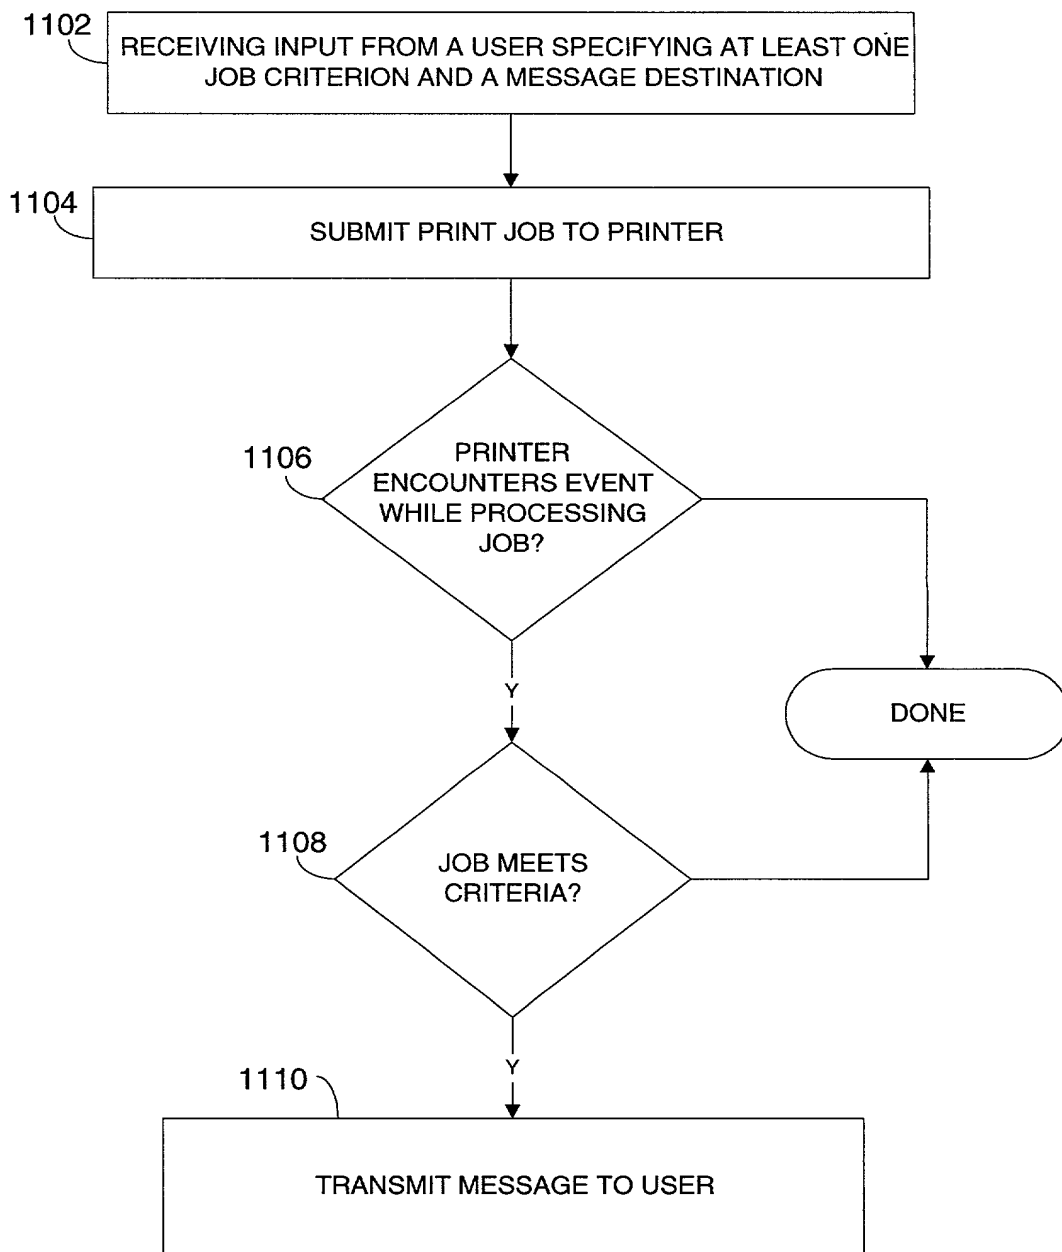 1102
RECEIVING INPUT FROM A USER SPECIFYING AT LEAST ONE
JOB CRITERION AND A MESSAGE DESTINATION
1104
SUBMIT PRINT JOB TO PRINTER
1106
PRINTER
ENCOUNTERS EVENT
WHILE PROCESSING
JOB?
Y
DONE
1108
JOB MEETS
CRITERIA?
Y
1110
TRANSMIT MESSAGE TO USER